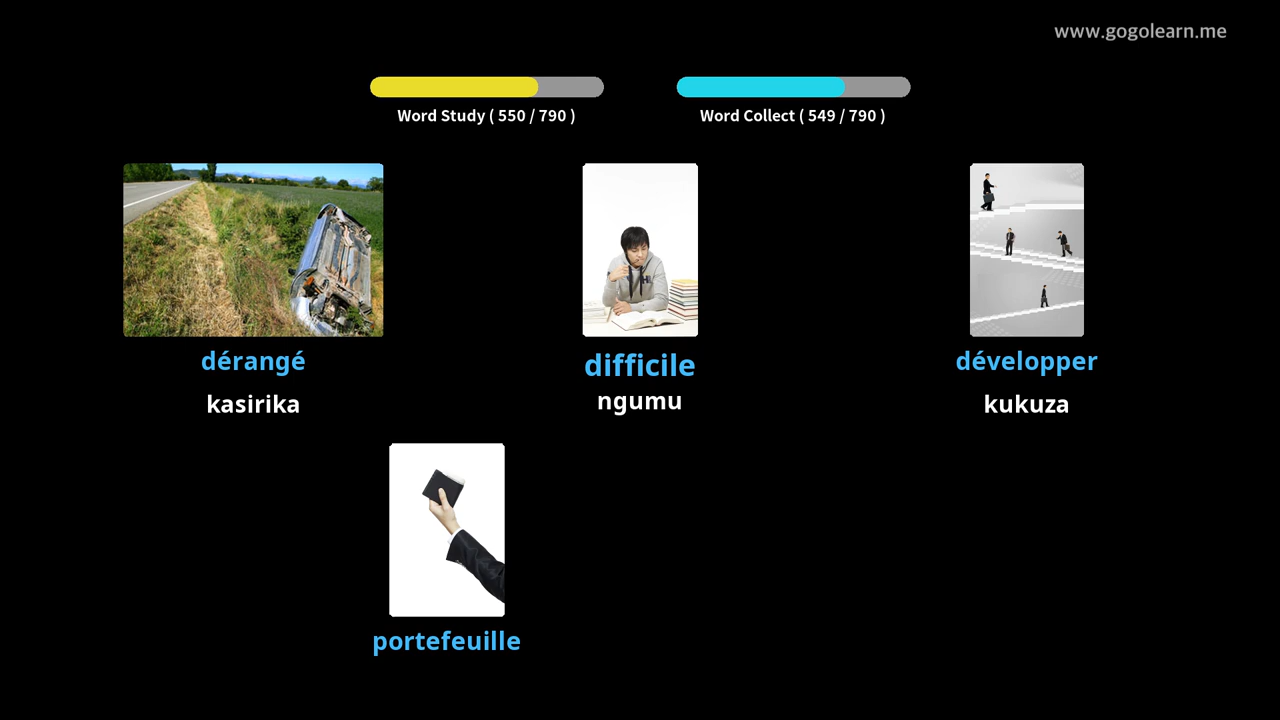 www.gogolearn.me
Word Study ( 550 / 790 )
Word Collect ( 549 / 790 )
dérangé
kasirika
difficile
ngumu
développer
kukuza
portefeuille